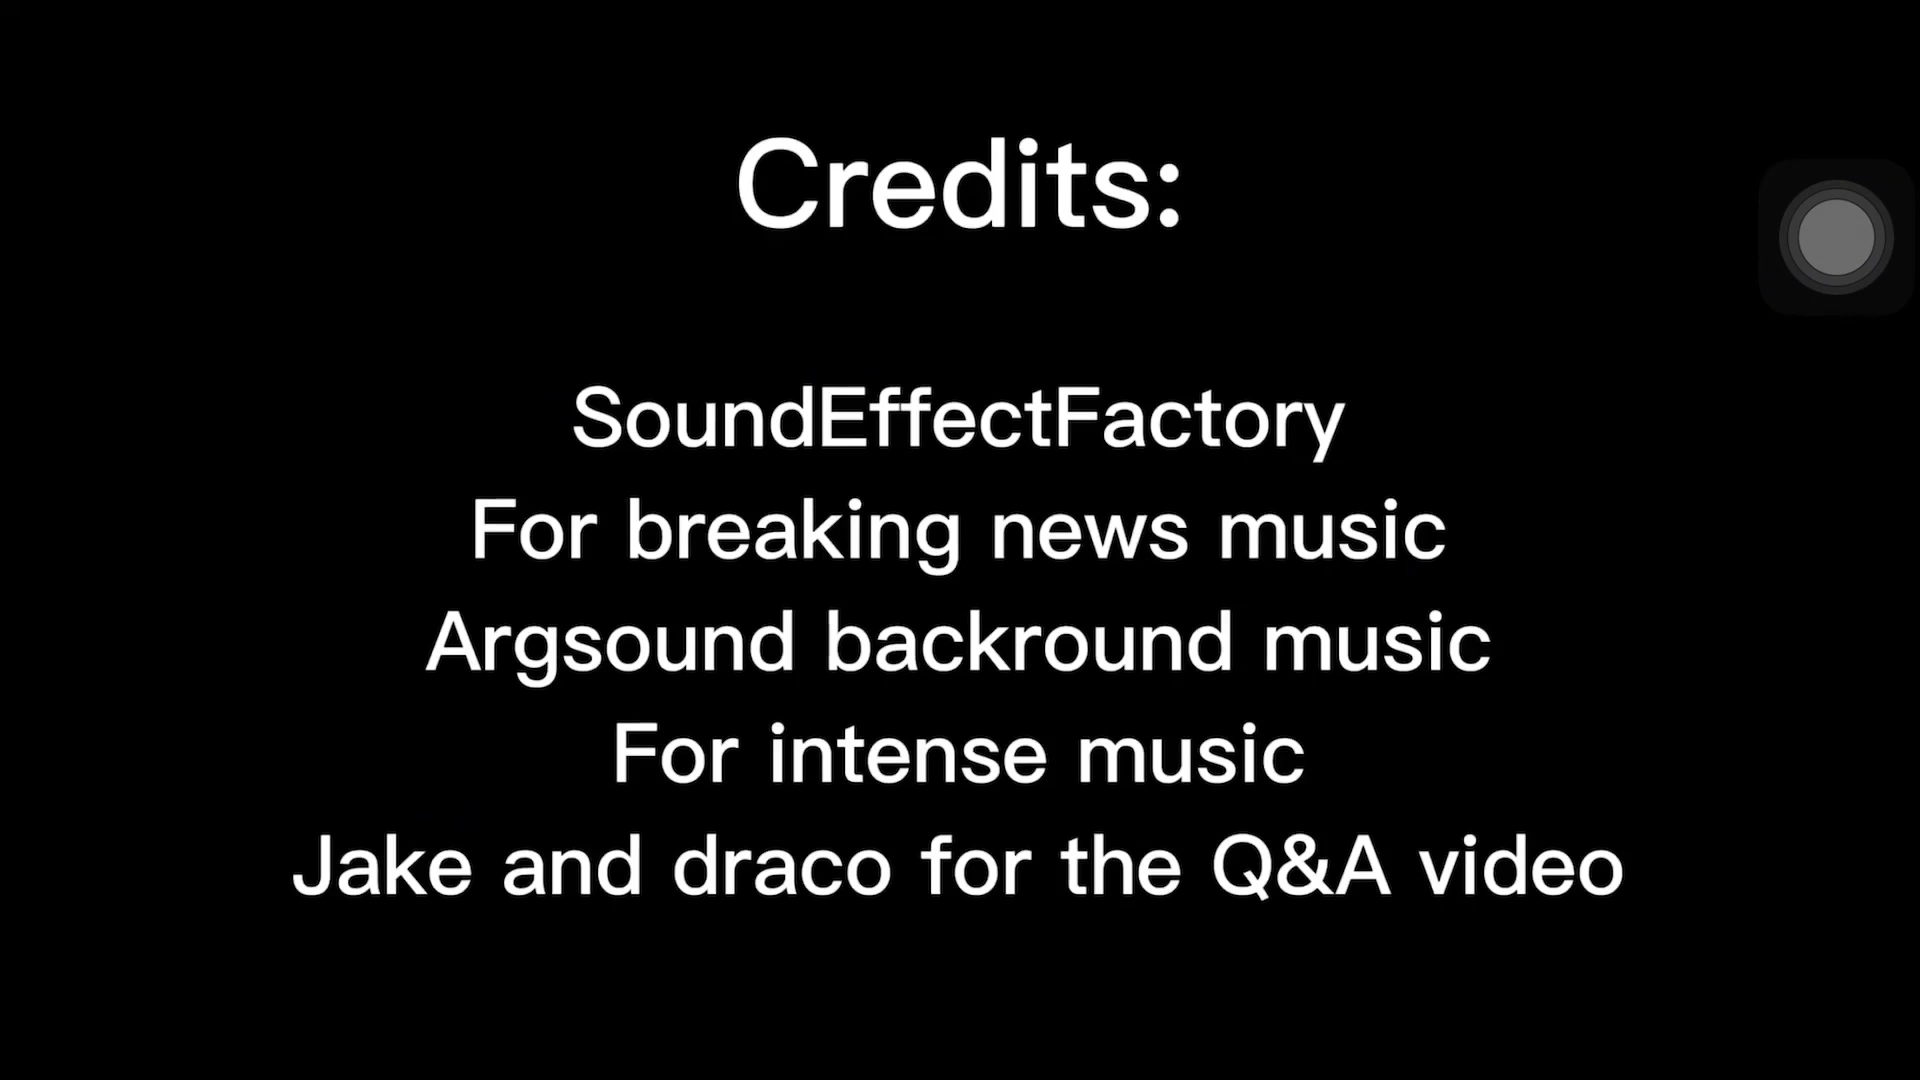 Credits:
SoundEffectFactory
For breaking news music
Argsound backround music
For intense music
Jake and draco for the Q&A video